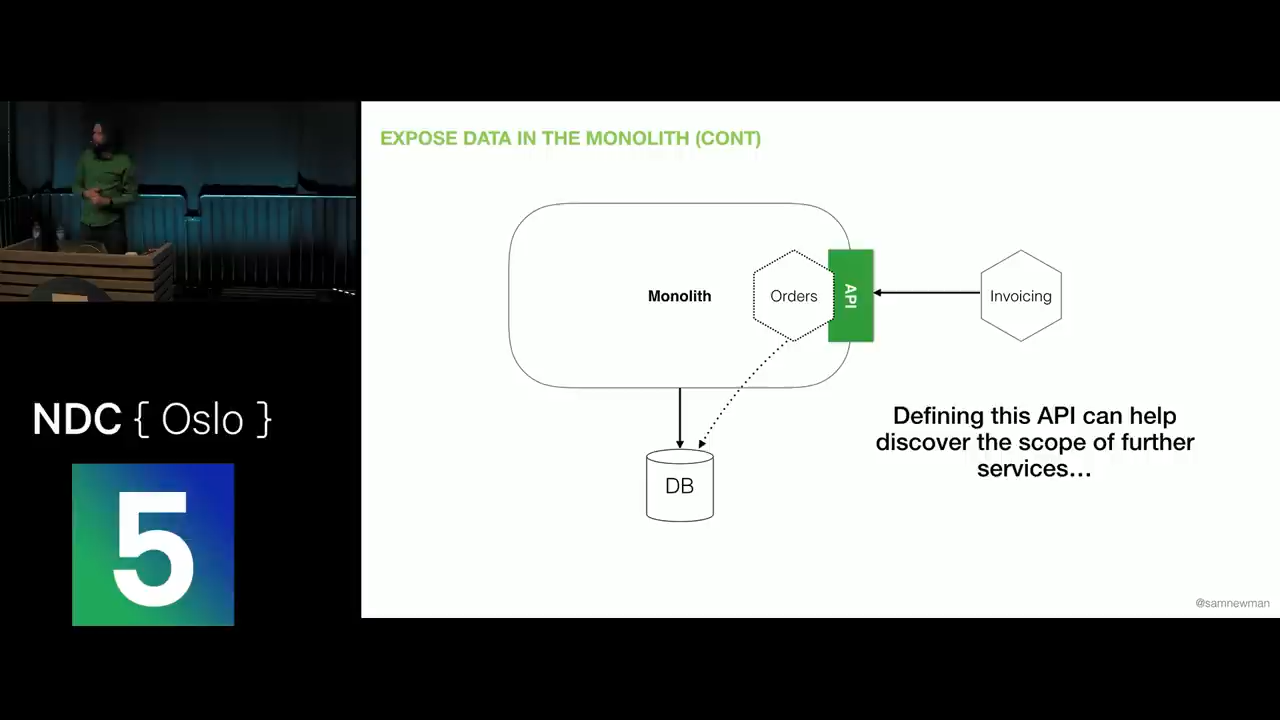 EXPOSE DATA IN THE MONOLITH (CONT)
Monolith
Orders
API
Invoicing
DB
Defining this API can help
discover the scope of further
services…
@samnewman
NDC { Oslo }
5